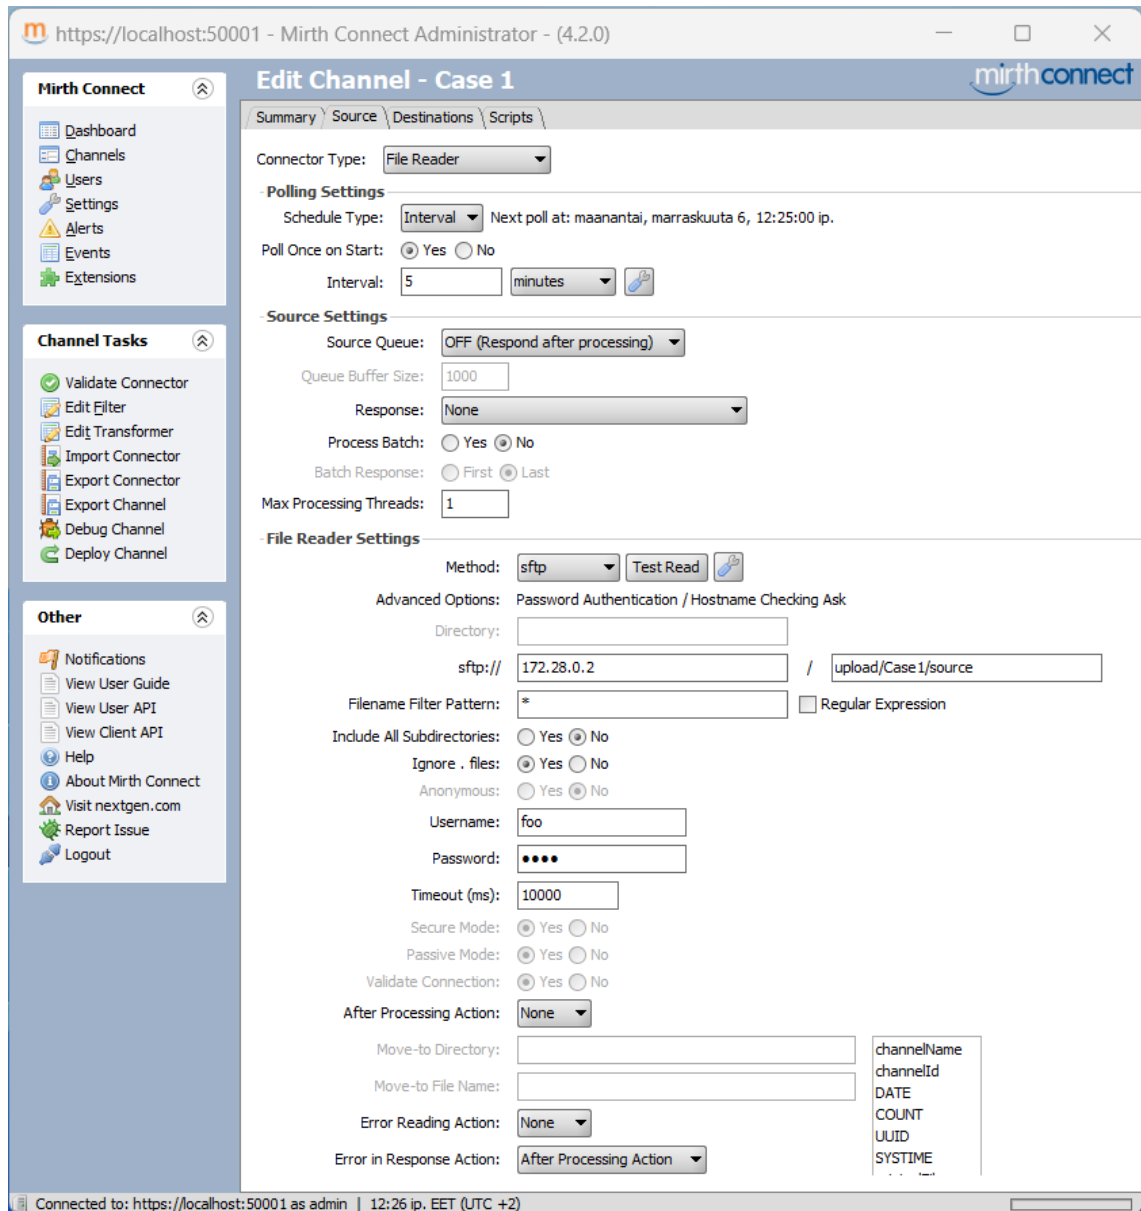 https://localhost:50001 - Mirth Connect Administrator - (4.2.0)
Mirth Connect
Dashboard
Channels
Users
Settings
Alerts
Events
Extensions
Channel Tasks
Validate Connector
Edit Filter
Edit Transformer
Import Connector
Export Connector
Export Channel
Debug Channel
Deploy Channel
Other
Notifications
View User Guide
View User API
View Client API
Help
About Mirth Connect
Visit nextgen.com
Report Issue
Logout
Edit Channel - Case 1
mirthconnect
Summary Source Destinations Scripts
Connector Type: File Reader
Polling Settings
Schedule Type: Interval Next poll at: maanantai, marraskuuta 6, 12:25:00 ip.
Poll Once on Start: Yes No
Interval: 5 minutes
Source Settings
Source Queue: OFF (Respond after processing)
Queue Buffer Size: 1000
Response: None
Process Batch: Yes No
Batch Response: First Last
Max Processing Threads: 1
File Reader Settings
Method: sftp Test Read
Advanced Options: Password Authentication / Hostname Checking Ask
Directory:
sftp:// 172.28.0.2 / upload/Case1/source
Filename Filter Pattern: * Regular Expression
Include All Subdirectories: Yes No
Ignore . files: Yes No
Anonymous: Yes No
Username: foo
Password: ●●●●
Timeout (ms): 10000
Secure Mode: Yes No
Passive Mode: Yes No
Validate Connection: Yes No
After Processing Action: None
Move-to Directory:
Move-to File Name:
Error Reading Action: None
Error in Response Action: After Processing Action
channelName
channelId
DATE
COUNT
UUID
SYSTIME
Connected to: https://localhost:50001 as admin | 12:26 ip. EET (UTC +2)